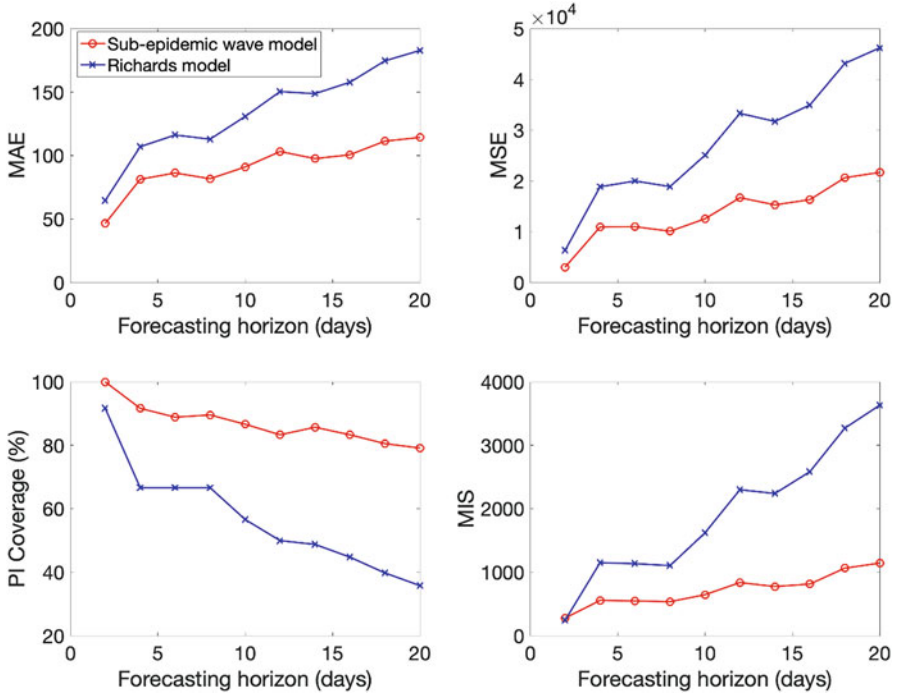 ×10⁴
200
150
100
50
0
MAE
Sub-epidemic wave model
Richards model
0 5 10 15 20
Forecasting horizon (days)
5
4
3
2
1
0
MSE
0 5 10 15 20
Forecasting horizon (days)
100
80
60
40
20
PI Coverage (%)
0 5 10 15 20
Forecasting horizon (days)
4000
3000
2000
1000
0
MIS
0 5 10 15 20
Forecasting horizon (days)